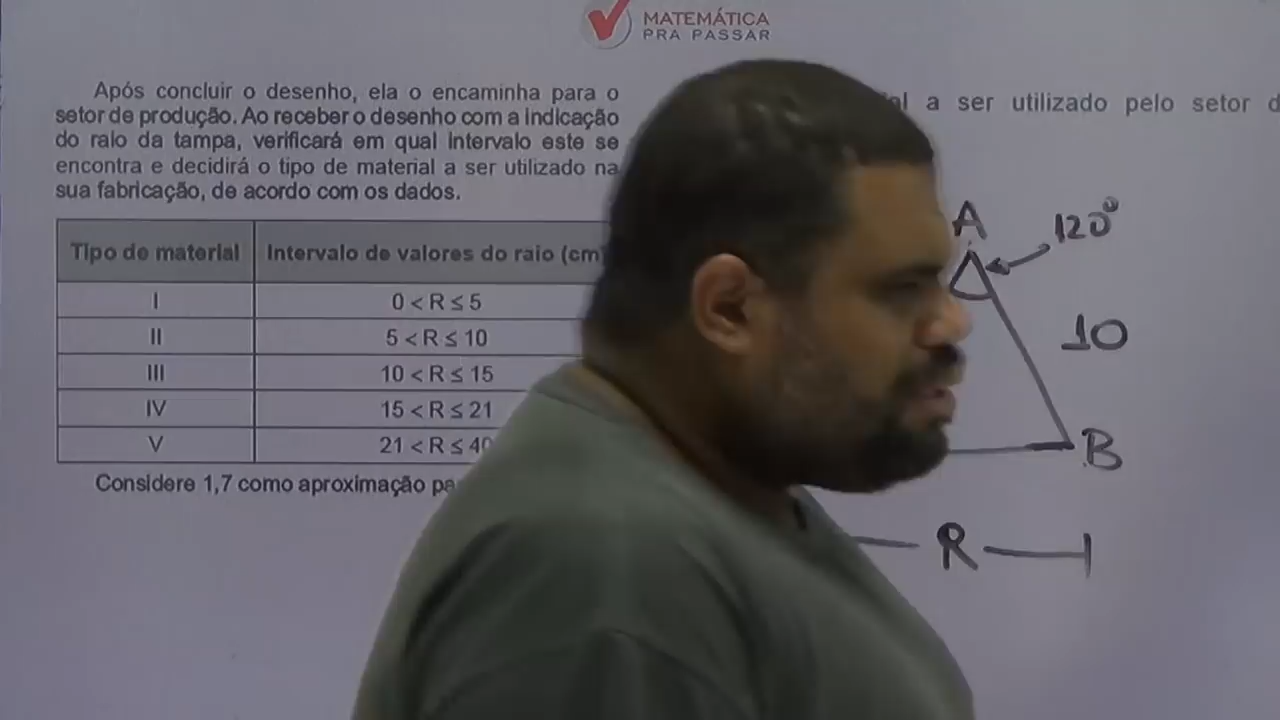 MATEMÁTICA
PRA PASSAR
Após concluir o desenho, ela o encaminha para o
setor de produção. Ao receber o desenho com a indicação
do raio da tampa, verificará em qual intervalo este se
encontra e decidirá o tipo de material a ser utilizado na
sua fabricação, de acordo com os dados.
Tipo de material Intervalo de valores do raio (cm)
I 0 < R ≤ 5
II 5 < R ≤ 10
III 10 < R ≤ 15
IV 15 < R ≤ 21
V 21 < R ≤ 40
Considere 1,7 como aproximação
a ser utilizado pelo setor
A 120°
10
B
R